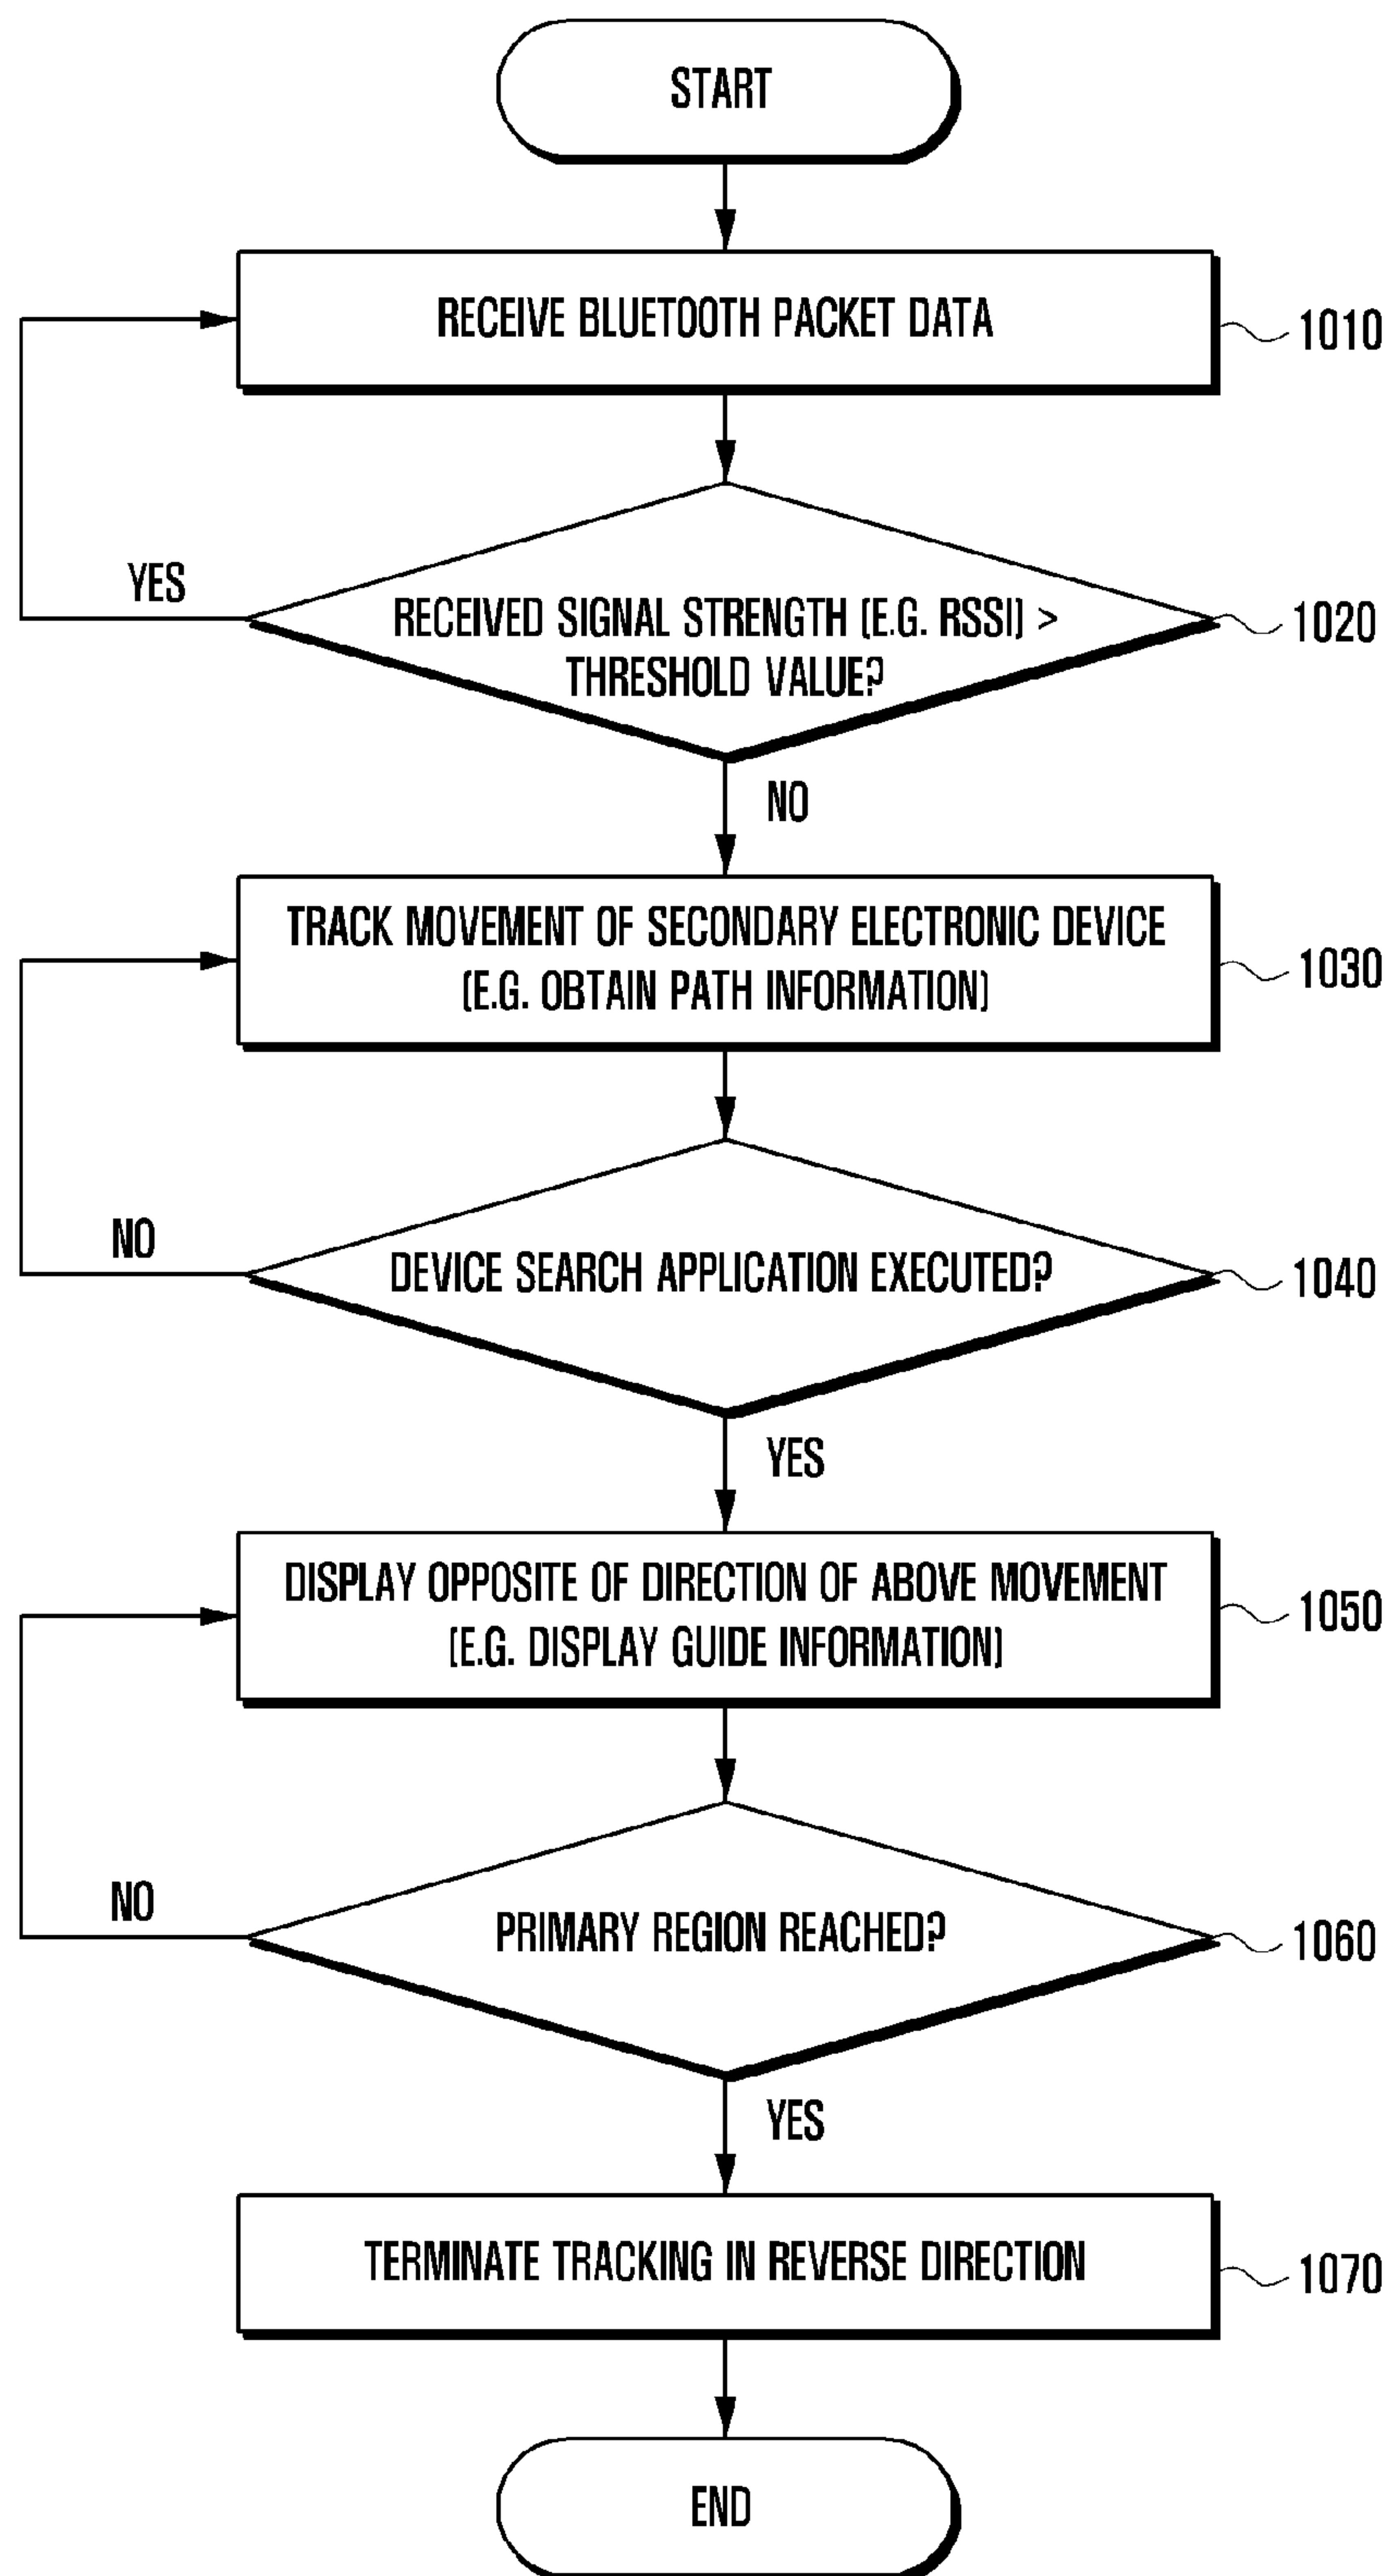 START
RECEIVE BLUETOOTH PACKET DATA
1010
YES
RECEIVED SIGNAL STRENGTH (E.G. RSSI) >
THRESHOLD VALUE?
1020
NO
TRACK MOVEMENT OF SECONDARY ELECTRONIC DEVICE
(E.G. OBTAIN PATH INFORMATION)
1030
NO
DEVICE SEARCH APPLICATION EXECUTED?
1040
YES
DISPLAY OPPOSITE OF DIRECTION OF ABOVE MOVEMENT
(E.G. DISPLAY GUIDE INFORMATION)
1050
NO
PRIMARY REGION REACHED?
1060
YES
TERMINATE TRACKING IN REVERSE DIRECTION
1070
END